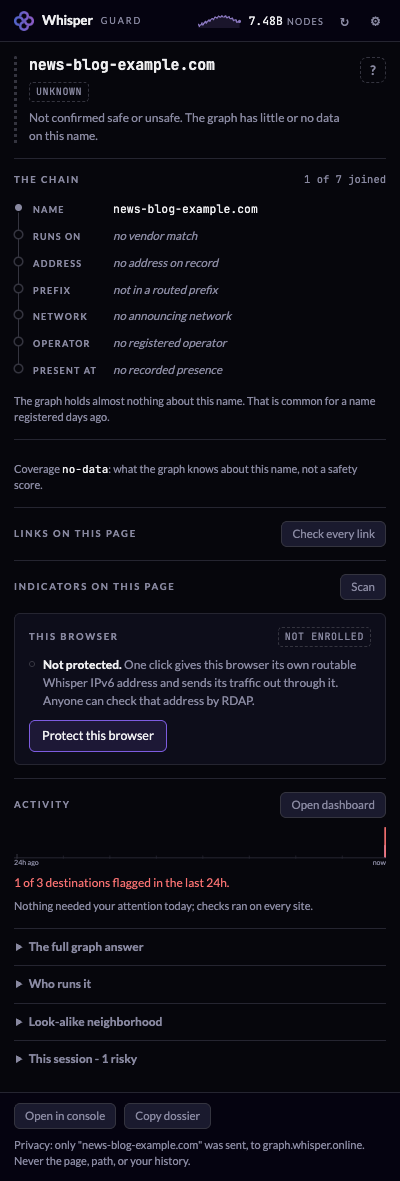 Whisper GUARD 7.48B NODES ↻ ⚙
news-blog-example.com
?
UNKNOWN
Not confirmed safe or unsafe. The graph has little or no data
on this name.
THE CHAIN 1 of 7 joined
NAME news-blog-example.com
RUNS ON no vendor match
ADDRESS no address on record
PREFIX not in a routed prefix
NETWORK no announcing network
OPERATOR no registered operator
PRESENT AT no recorded presence
The graph holds almost nothing about this name. That is common for a name
registered days ago.
Coverage no-data: what the graph knows about this name, not a safety
score.
LINKS ON THIS PAGE Check every link
INDICATORS ON THIS PAGE Scan
THIS BROWSER NOT ENROLLED
Not protected. One click gives this browser its own routable
Whisper IPv6 address and sends its traffic out through it.
Anyone can check that address by RDAP.
Protect this browser
ACTIVITY Open dashboard
24h ago now
1 of 3 destinations flagged in the last 24h.
Nothing needed your attention today; checks ran on every site.
▶ The full graph answer
▶ Who runs it
▶ Look-alike neighborhood
▶ This session - 1 risky
Open in console Copy dossier
Privacy: only "news-blog-example.com" was sent, to graph.whisper.online.
Never the page, path, or your history.